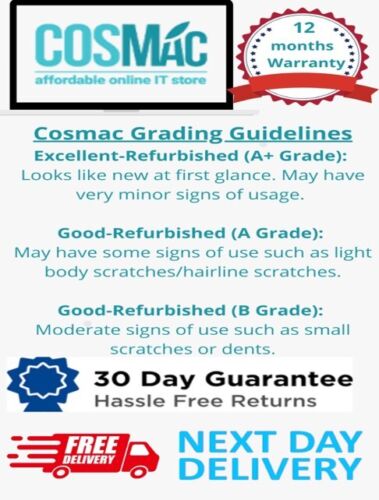 COSMAC
affordable online IT store
12
months
Warranty
Cosmac Grading Guidelines
Excellent-Refurbished (A+ Grade):
Looks like new at first glance. May have
very minor signs of usage.
Good-Refurbished (A Grade):
May have some signs of use such as light
body scratches/hairline scratches.
Good-Refurbished (B Grade):
Moderate signs of use such as small
scratches or dents.
30 Day Guarantee
Hassle Free Returns
FREE
DELIVERY
NEXT DAY
DELIVERY